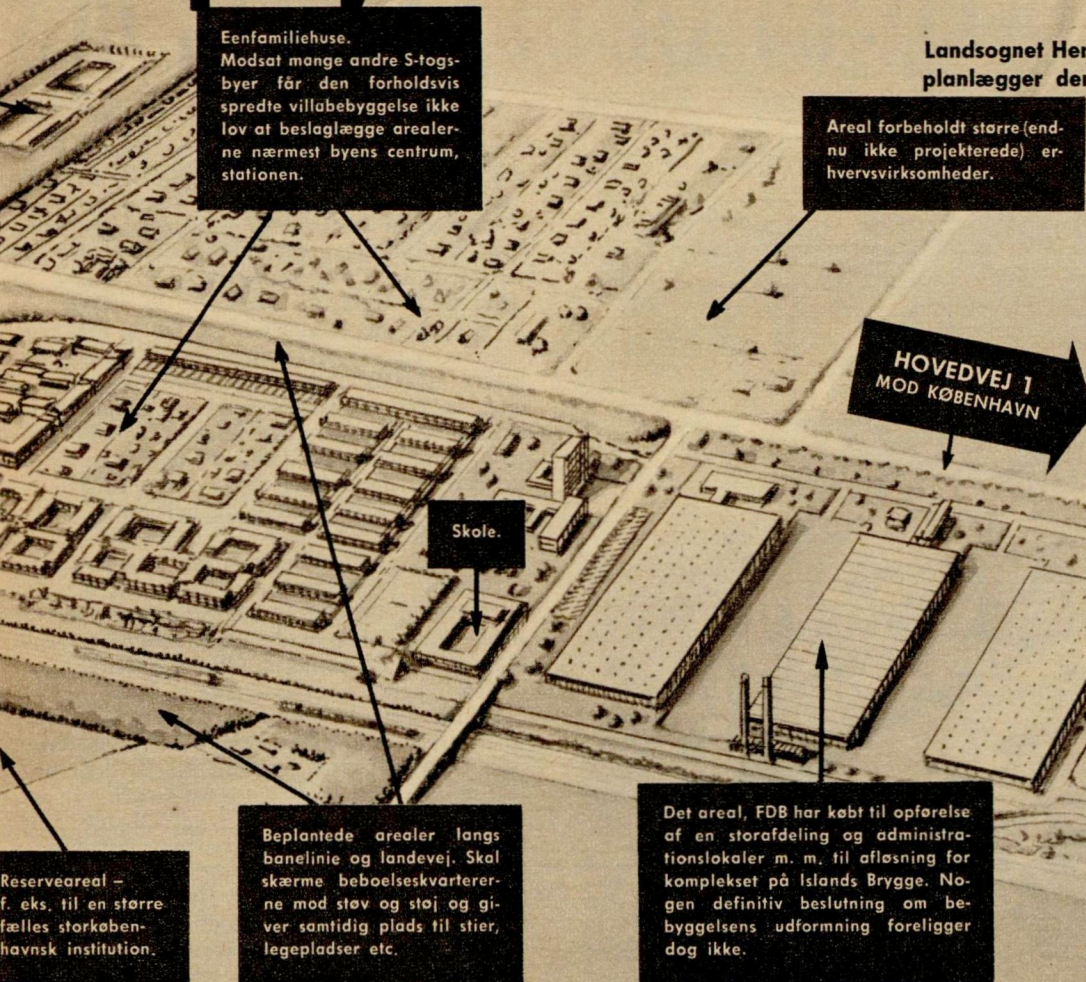 Eenfamiliehuse.
Modsat mange andre S-togs-
byer får den forholdsvis
spredte villabebyggelse ikke
lov at beslaglægge arealer-
ne nærmest byens centrum,
stationen.
Landsognet Her
planlægger den
Areal forbeholdt større (end-
nu ikke projekterede) er-
hvervsvirksomheder.
HOVEDVEJ 1
MOD KØBENHAVN
Skole.
Reserveareal –
f. eks. til en større
fælles storkøben-
havnsk institution.
Beplantede arealer langs
banelinie og landevej. Skal
skærme beboelseskvarterer-
ne mod støv og støj og gi-
ver samtidig plads til stier,
legepladser etc.
Det areal, FDB har købt til opførelse
af en storafdeling og administra-
tionslokaler m. m. til afløsning for
komplekset på Islands Brygge. No-
gen definitiv beslutning om be-
byggelsens udformning foreligger
dog ikke.